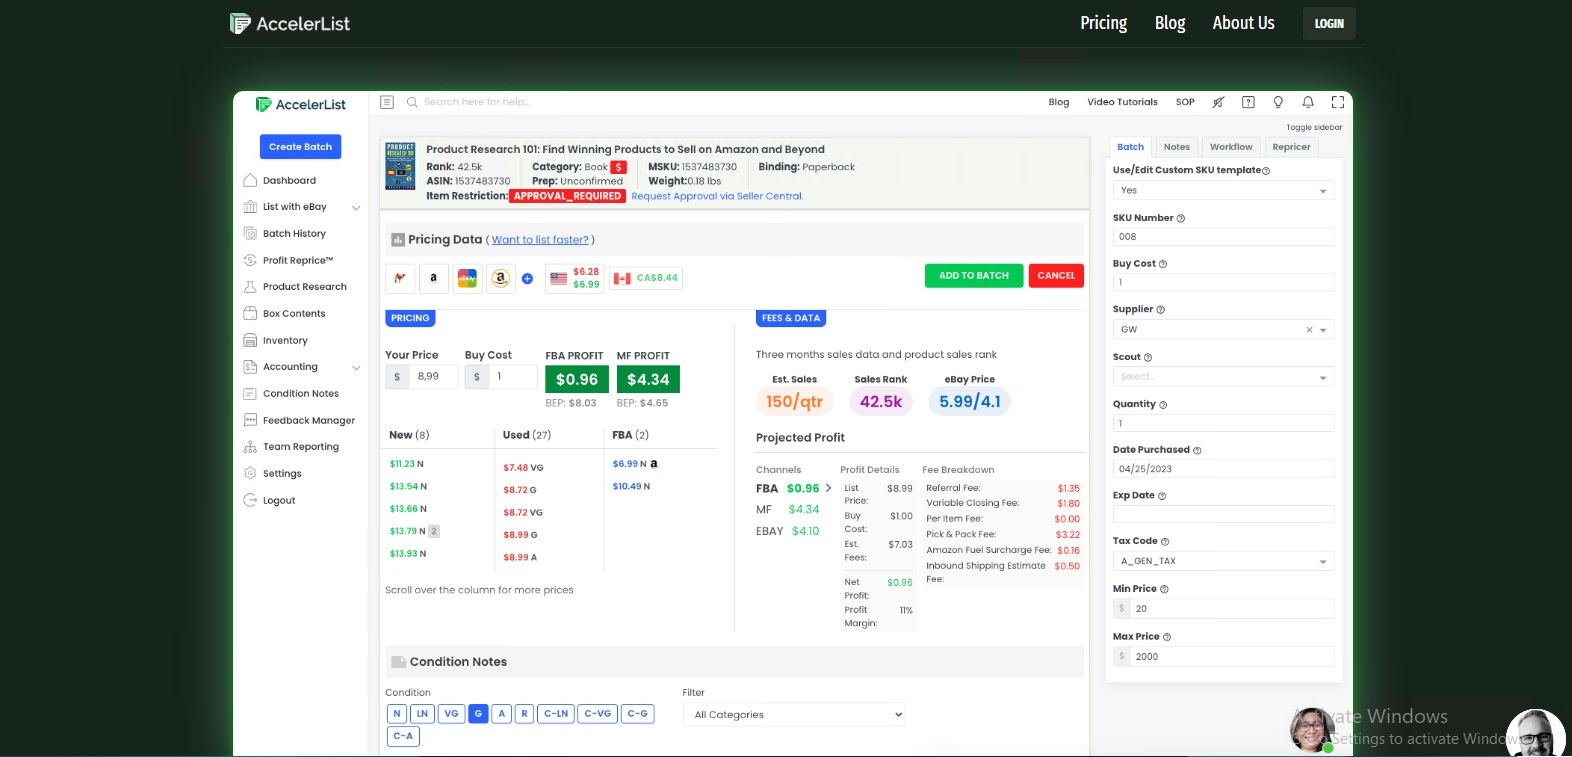 AccelerList
Pricing Blog About Us LOGIN
AccelerList
Search here for help...
Blog Video Tutorials SOP
Toggle sidebar
Create Batch
Dashboard
List with eBay
Batch History
Profit Reprice™
Product Research
Box Contents
Inventory
Accounting
Condition Notes
Feedback Manager
Team Reporting
Settings
Logout
Product Research 101: Find Winning Products to Sell on Amazon and Beyond
Rank: 42.5k Category: Book $ MSKU: 1537483730 Binding: Paperback
ASIN: 1537483730 Prep: Unconfirmed Weight:0.18 lbs
Item Restriction: APPROVAL_REQUIRED Request Approval via Seller Central.
Pricing Data ( Want to list faster? )
$6.28
$6.99
CA$8.44
ADD TO BATCH CANCEL
PRICING
Your Price Buy Cost FBA PROFIT MF PROFIT
$ 8,99 $ 1 $0.96 $4.34
BEP: $8.03 BEP: $4.65
New (8) Used (27) FBA (2)
$11.23 N $7.48 VG $6.99 N a
$13.54 N $8.72 G $10.49 N
$13.66 N $8.72 VG
$13.79 N 2 $8.99 G
$13.93 N $8.99 A
Scroll over the column for more prices
FEES & DATA
Three months sales data and product sales rank
Est. Sales Sales Rank eBay Price
150/qtr 42.5k 5.99/4.1
Projected Profit
Channels
FBA $0.96 >
MF $4.34
EBAY $4.10
Profit Details
List
Price: $8.99
Buy
Cost: $1.00
Est.
Fees: $7.03
Net
Profit: $0.96
Profit
Margin: 11%
Fee Breakdown
Referral Fee: $1.35
Variable Closing Fee: $1.80
Per Item Fee: $0.00
Pick & Pack Fee: $3.22
Amazon Fuel Surcharge Fee: $0.16
Inbound Shipping Estimate
Fee: $0.50
Condition Notes
Condition
N LN VG G A R C-LN C-VG C-G
C-A
Filter
All Categories
Batch Notes Workflow Repricer
Use/Edit Custom SKU template
Yes
SKU Number
008
Buy Cost
1
Supplier
GW
Scout
Select...
Quantity
1
Date Purchased
04/25/2023
Exp Date
Tax Code
A_GEN_TAX
Min Price
$ 20
Max Price
$ 2000
Windows
Settings to activate